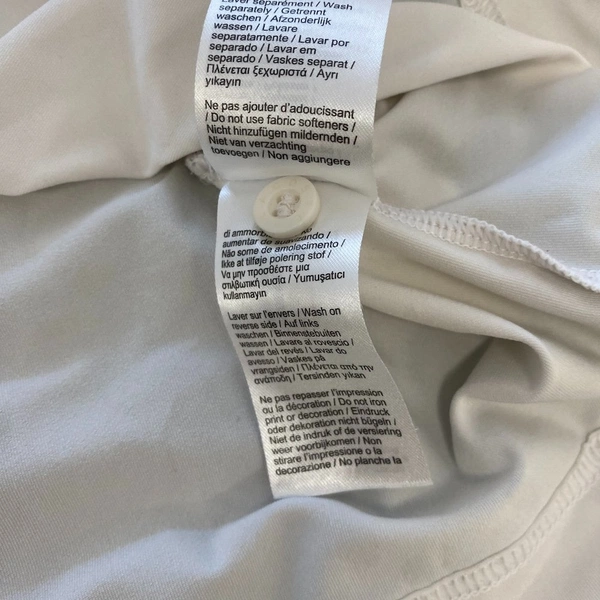 Laver séparément / Wash
separately / Getrennt
waschen / Afzonderlijk
wassen / Lavare
separatamente / Lavar por
separado / Lavar em
separado / Vaskes separat /
Πλένεται ξεχωριστά / Ayrı
yıkayın
Ne pas ajouter d'adoucissant
/ Do not use fabric softeners /
Nicht hinzufügen mildernden /
Niet van verzachting
toevoegen / Non aggiungere
di
aumentar de suavizando /
Não some de amolecimento /
Ikke at tilføje polering stof /
Να μην προσθέστε μια
στιλβωτική ουσία / Yumuşatıcı
kullanmayın
Laver sur l'envers / Wash on
reverse side / Auf links
waschen / Binnenstebuiten
wassen / Lavare al rovescio /
Lavar del revés / Lavar do
avesso / Vaskes på
vrangsiden / Πλένεται από την
ανάποδη / Tersinden yıkan
Ne pas repasser l'impression
ou la décoration / Do not iron
print or decoration / Eindruck
oder dekoration nicht bügeln /
Niet de indruk of de versiering
weer voorbijkomen / Non
stirare l'impressione o la
decorazione / No planche la